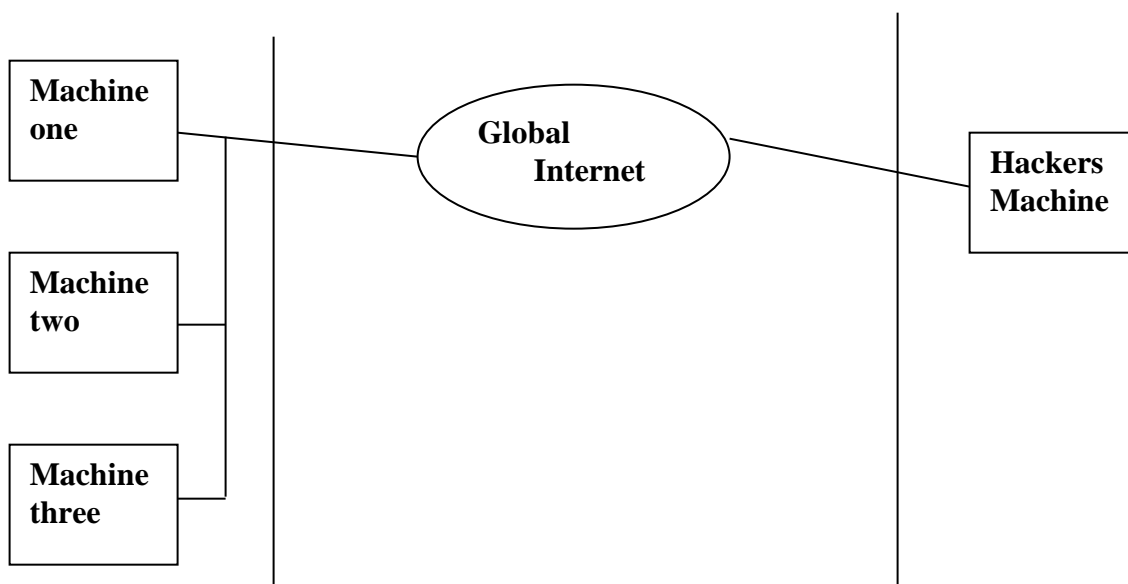 Machine
one
Global
Internet
Hackers
Machine
Machine
two
Machine
three